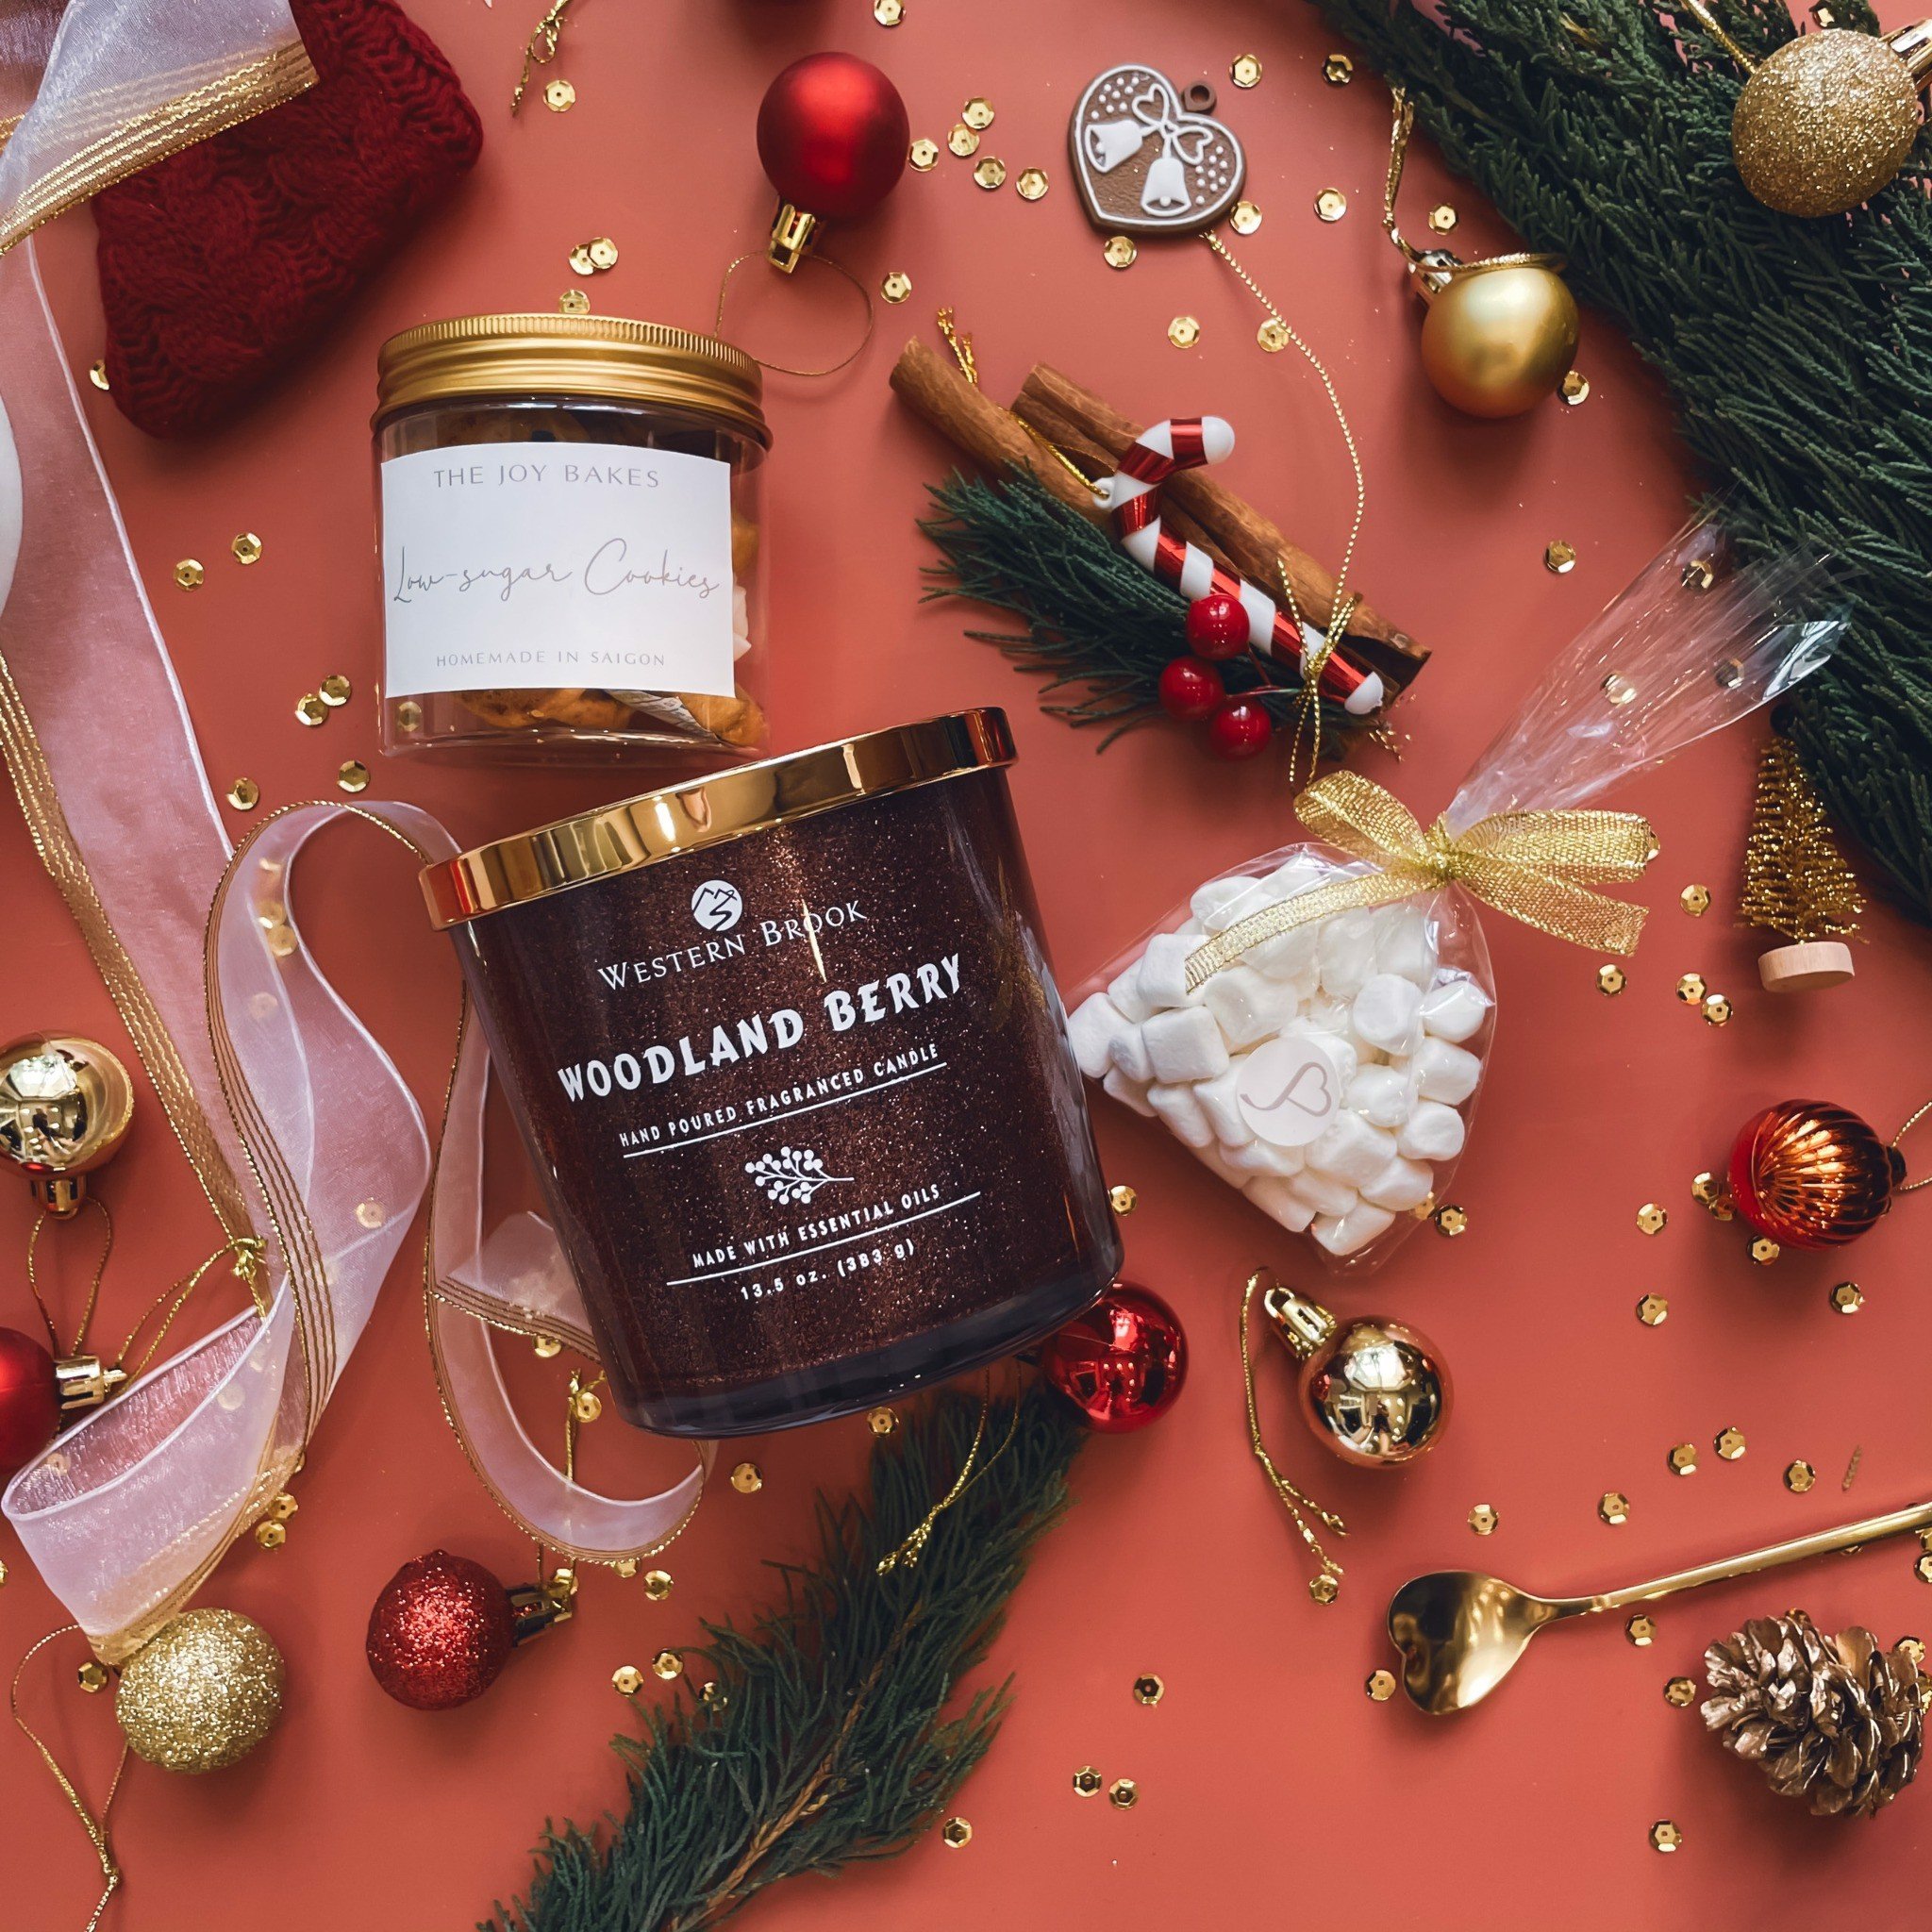 THE JOY BAKES
Low-sugar Cookies
HOMEMADE IN SAIGON
WESTERN BROOK
WOODLAND BERRY
HAND POURED FRAGRANCED CANDLE
MADE WITH ESSENTIAL OILS
13.5 oz. (383 g)